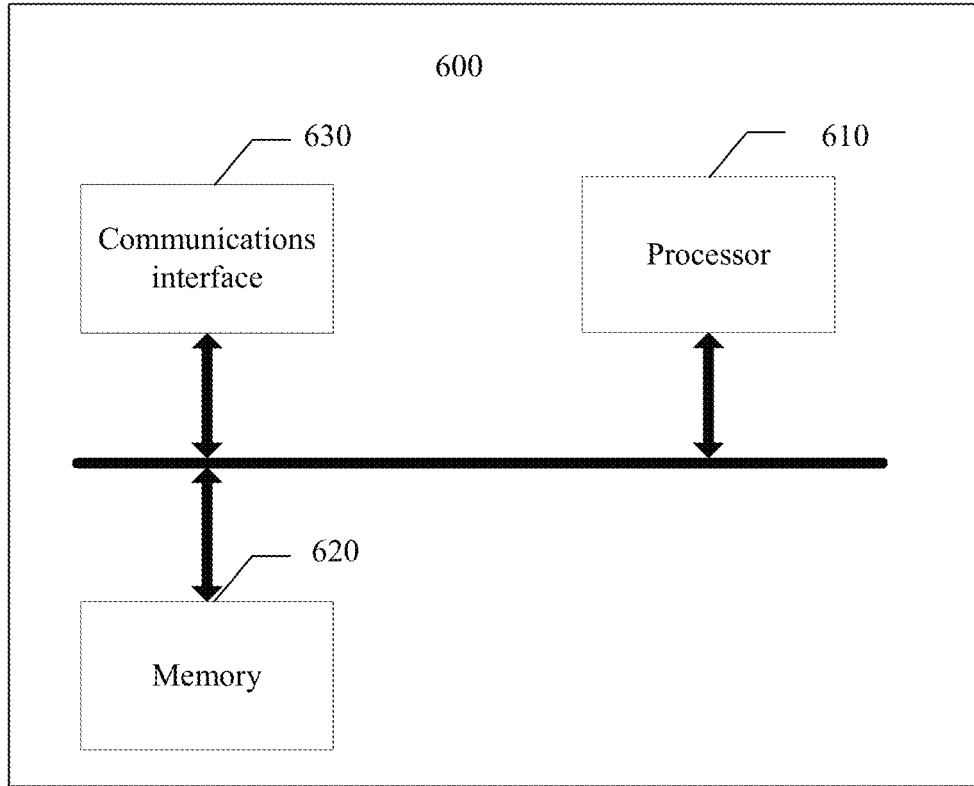 600
630
610
Communications
interface
Processor
620
Memory